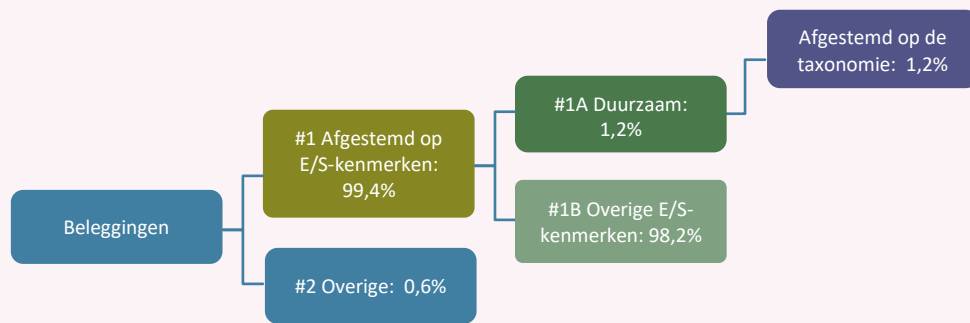 Beleggingen
#1 Afgestemd op
E/S-kenmerken:
99,4%
#2 Overige: 0,6%
#1A Duurzaam:
1,2%
#1B Overige E/S-
kenmerken: 98,2%
Afgestemd op de
taxonomie: 1,2%